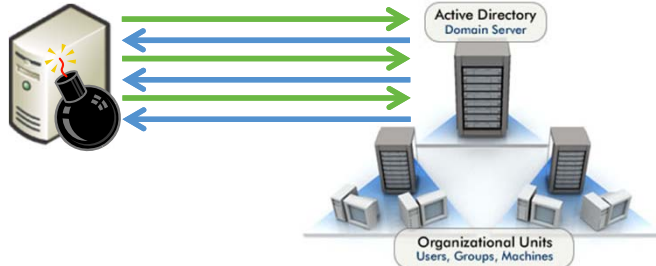 Active Directory
Domain Server
Organizational Units
Users, Groups, Machines